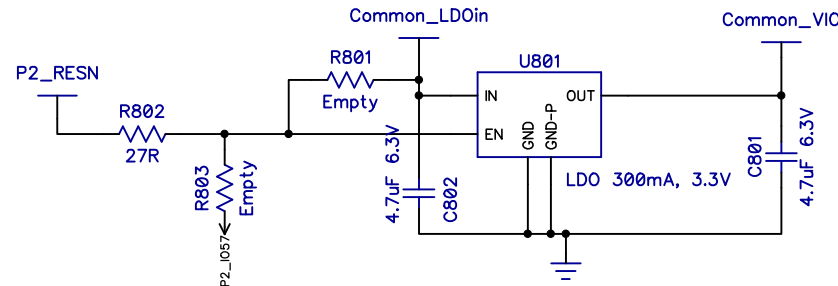 Common_LDOin
Common_VIO
P2_RESN
R801
Empty
U801
R802
27R
IN
OUT
EN
GND
GND-P
R803
Empty
4.7uF 6.3V
C802
LDO 300mA, 3.3V
C801
4.7uF 6.3V
P2_IO57